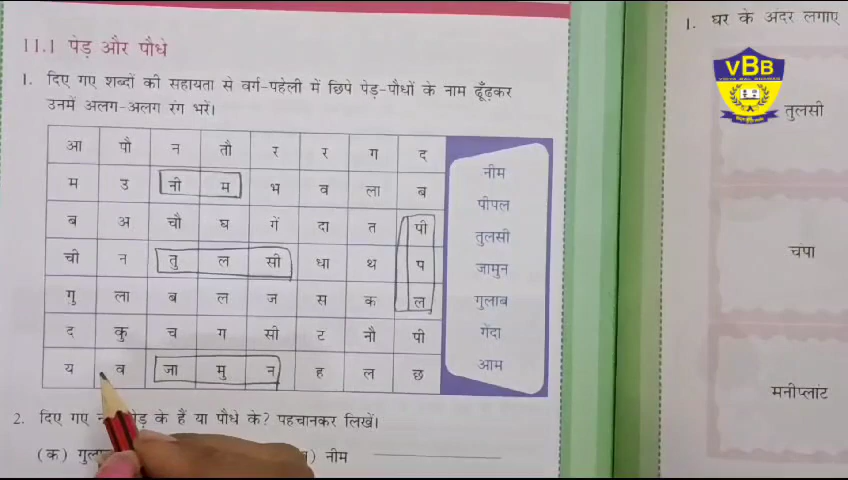 11.1 पेड़ और पौधे
1. दिए गए शब्दों की सहायता से वर्ग-पहेली में छिपे पेड़-पौधों के नाम ढूँढ़कर
उनमें अलग-अलग रंग भरें।
आ पौ न तौ र र ग द
म उ नी म भ व ला ब
ब अ चौ घ गें दा त पी
ची न तु ल सी धा थ प
गु ला ब ल ज स क ल
द कु च ग सी ट नौ पी
य व जा मु न ह ल छ
नीम
पीपल
तुलसी
जामुन
गुलाब
गेंदा
आम
2. दिए गए पेड़ के हैं या पौधे के? पहचानकर लिखें।
(क) नीम
1. घर के अंदर लगाए
VBB
तुलसी
चंपा
मनीप्लांट